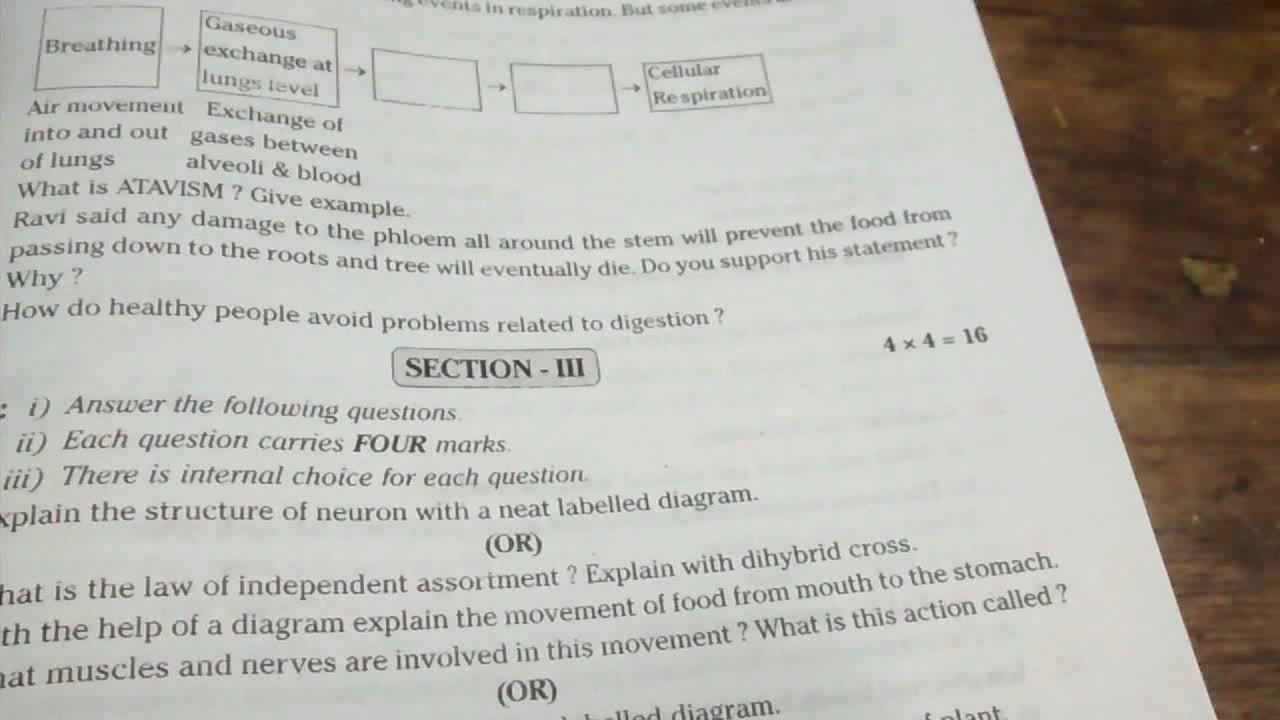 events in respiration. But some
Breathing → Gaseous exchange at lungs level → → → Cellular Respiration
Air movement into and out of lungs
Exchange of gases between alveoli & blood
What is ATAVISM ? Give example.
Ravi said any damage to the phloem all around the stem will prevent the food from
passing down to the roots and tree will eventually die. Do you support his statement ?
Why ?
How do healthy people avoid problems related to digestion ?
SECTION - III
4 × 4 = 16
: i) Answer the following questions.
ii) Each question carries FOUR marks.
iii) There is internal choice for each question.
xplain the structure of neuron with a neat labelled diagram.
(OR)
hat is the law of independent assortment ? Explain with dihybrid cross.
th the help of a diagram explain the movement of food from mouth to the stomach.
hat muscles and nerves are involved in this movement ? What is this action called ?
(OR)
diagram.
plant